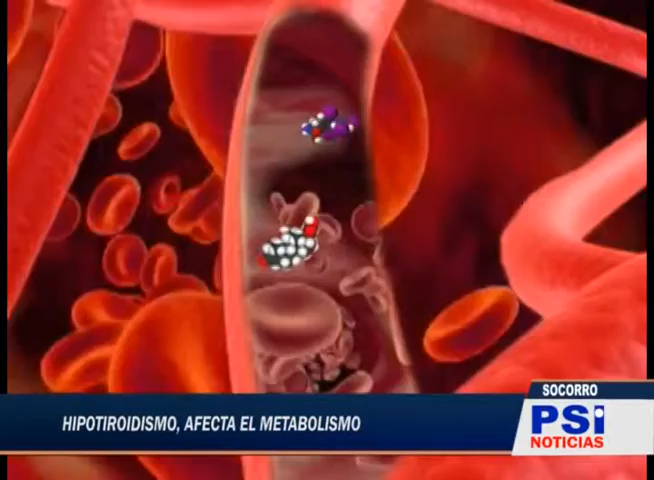 SOCORRO
HIPOTIROIDISMO, AFECTA EL METABOLISMO
PSi
NOTICIAS